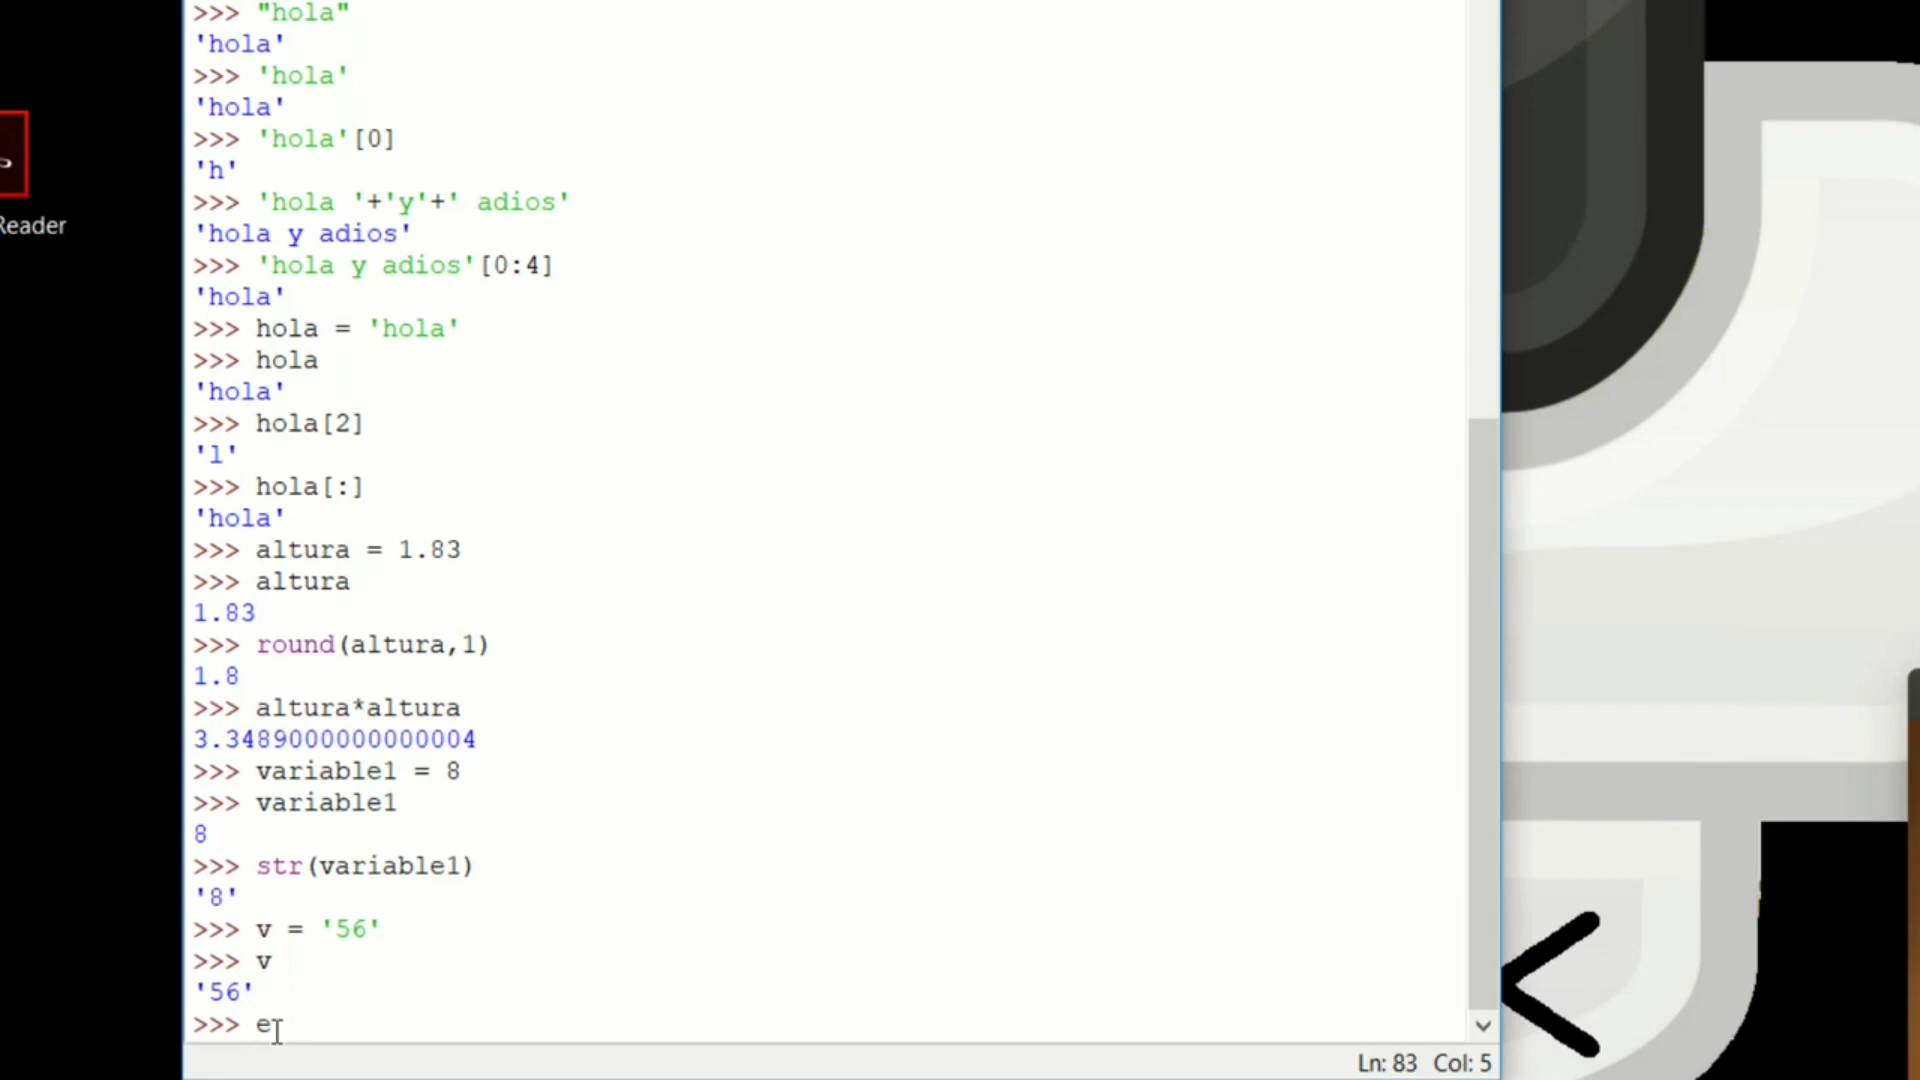 >>> "hola"
'hola'
>>> 'hola'
'hola'
>>> 'hola'[0]
'h'
>>> 'hola '+'y'+' adios'
'hola y adios'
>>> 'hola y adios'[0:4]
'hola'
>>> hola = 'hola'
>>> hola
'hola'
>>> hola[2]
'l'
>>> hola[:]
'hola'
>>> altura = 1.83
>>> altura
1.83
>>> round(altura,1)
1.8
>>> altura*altura
3.3489000000000004
>>> variable1 = 8
>>> variable1
8
>>> str(variable1)
'8'
>>> v = '56'
>>> v
'56'
>>> e
Ln: 83 Col: 5
Reader